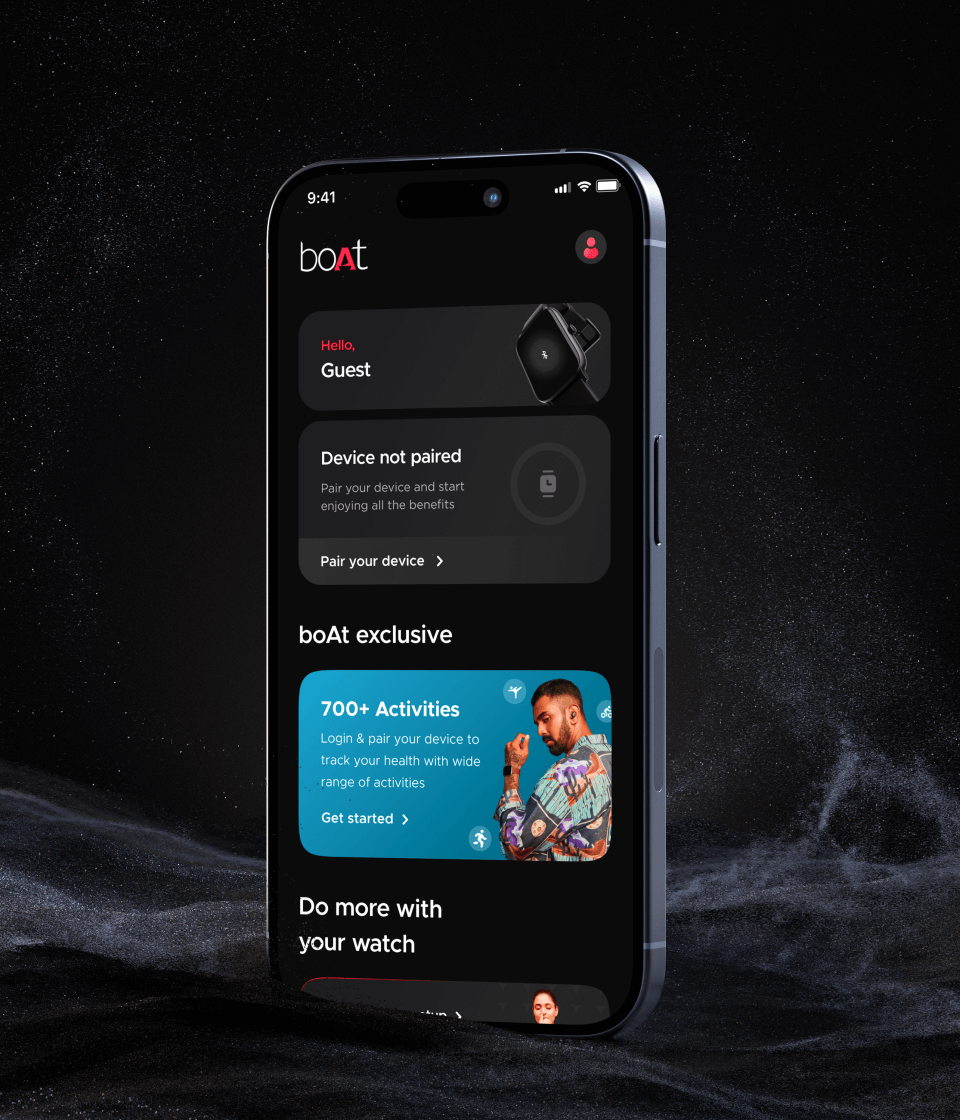 9:41
boAt
Hello,
Guest
Device not paired
Pair your device and start
enjoying all the benefits
Pair your device
boAt exclusive
700+ Activities
Login & pair your device to
track your health with wide
range of activities
Get started
Do more with
your watch